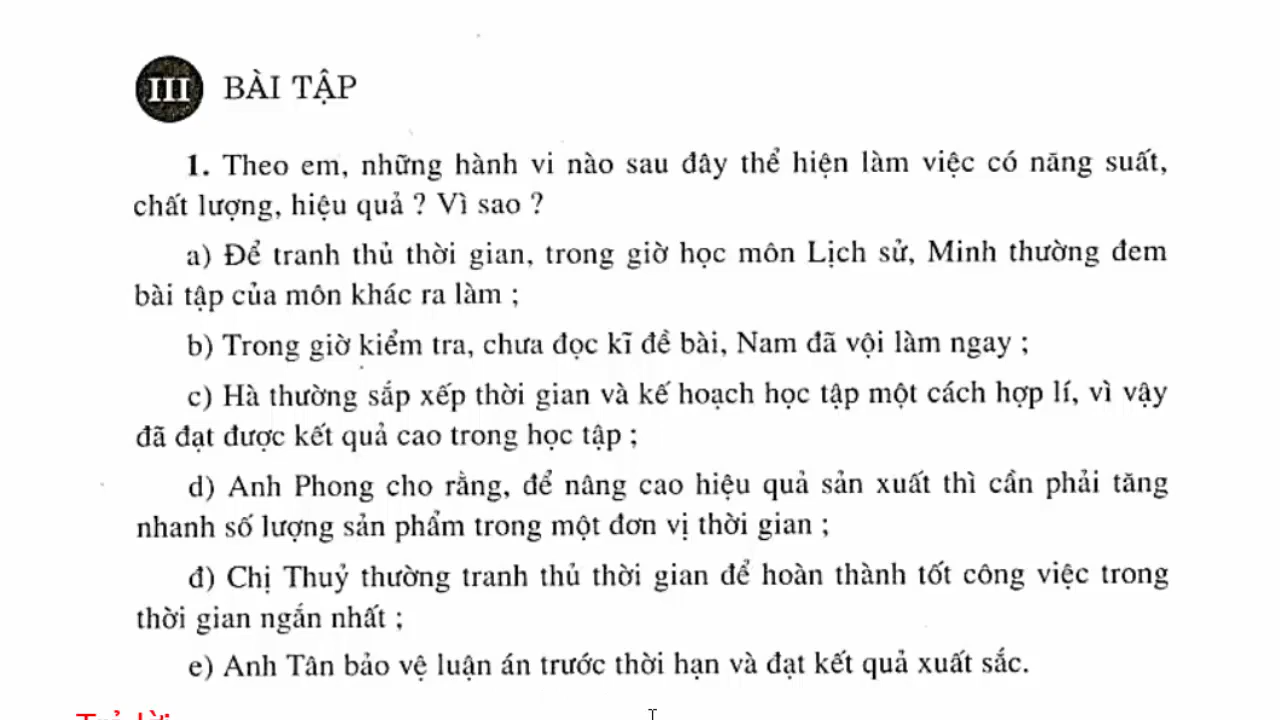 III BÀI TẬP
1. Theo em, những hành vi nào sau đây thể hiện làm việc có năng suất,
chất lượng, hiệu quả ? Vì sao ?
a) Để tranh thủ thời gian, trong giờ học môn Lịch sử, Minh thường đem
bài tập của môn khác ra làm ;
b) Trong giờ kiểm tra, chưa đọc kĩ đề bài, Nam đã vội làm ngay ;
c) Hà thường sắp xếp thời gian và kế hoạch học tập một cách hợp lí, vì vậy
đã đạt được kết quả cao trong học tập ;
d) Anh Phong cho rằng, để nâng cao hiệu quả sản xuất thì cần phải tăng
nhanh số lượng sản phẩm trong một đơn vị thời gian ;
đ) Chị Thuỷ thường tranh thủ thời gian để hoàn thành tốt công việc trong
thời gian ngắn nhất ;
e) Anh Tân bảo vệ luận án trước thời hạn và đạt kết quả xuất sắc.
Trả lời